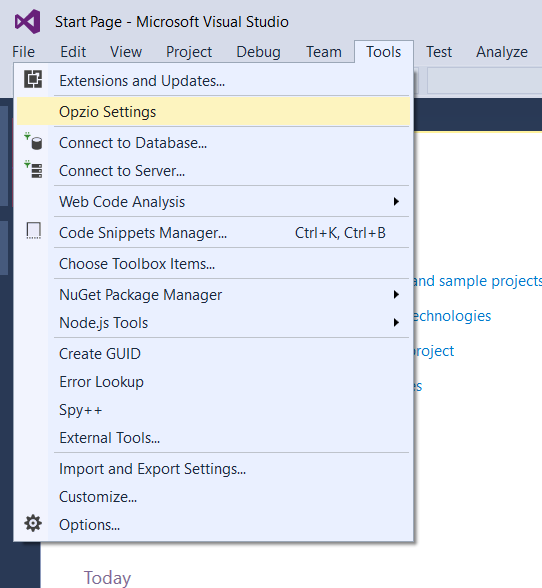 Start Page - Microsoft Visual Studio
File Edit View Project Debug Team Tools Test Analyze
Extensions and Updates...
Opzio Settings
Connect to Database...
Connect to Server...
Web Code Analysis
Code Snippets Manager... Ctrl+K, Ctrl+B
Choose Toolbox Items...
and sample projects
NuGet Package Manager
echnologies
Node.js Tools
roject
Create GUID
Error Lookup
es
Spy++
External Tools...
Import and Export Settings...
Customize...
Options...
Today